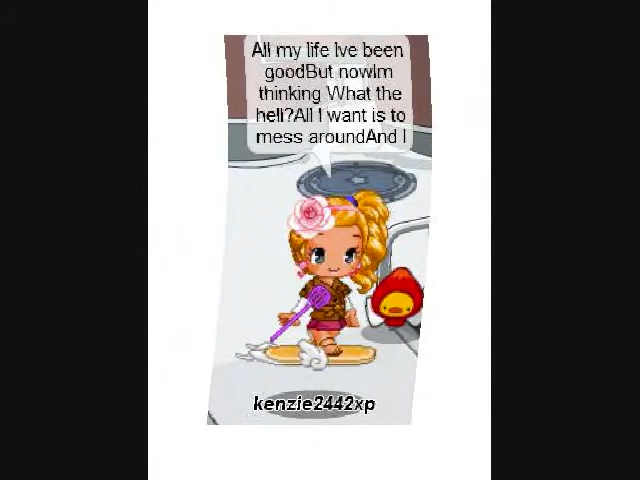 All my life Ive been
goodBut nowIm
thinking What the
hell?All I want is to
mess aroundAnd I
kenzie2442xp